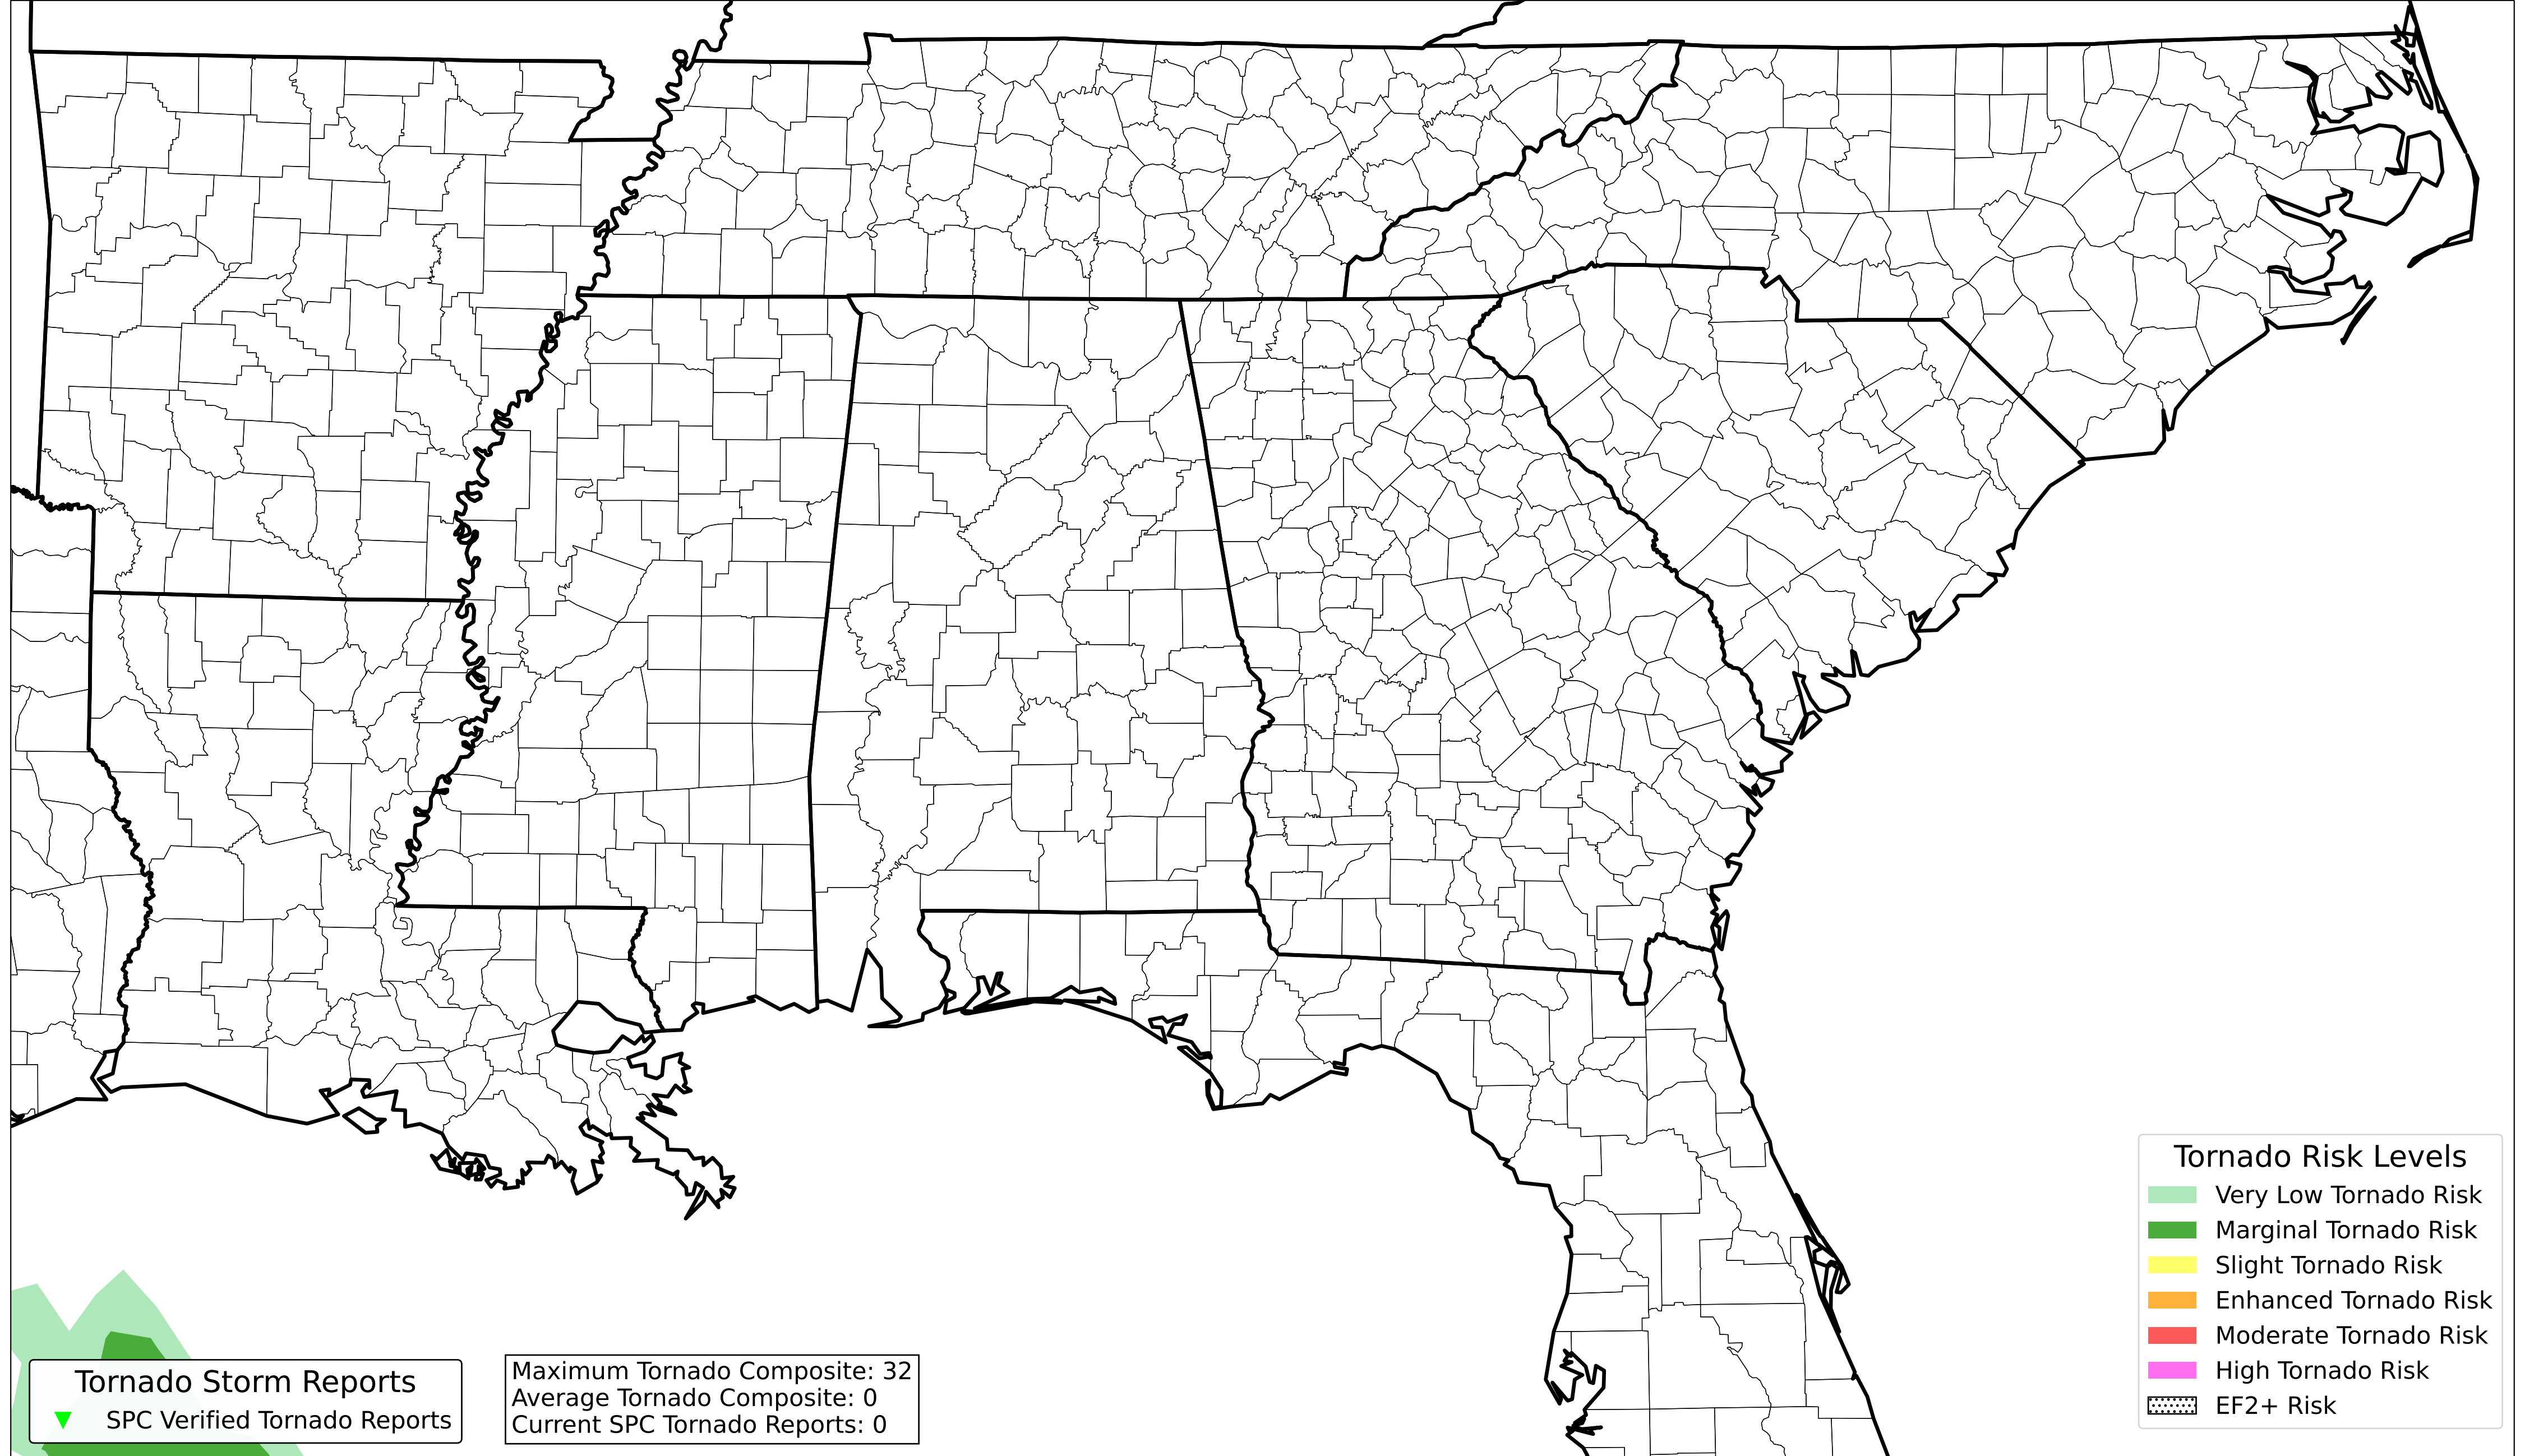 Tornado Storm Reports
SPC Verified Tornado Reports
Maximum Tornado Composite: 32
Average Tornado Composite: 0
Current SPC Tornado Reports: 0
Tornado Risk Levels
Very Low Tornado Risk
Marginal Tornado Risk
Slight Tornado Risk
Enhanced Tornado Risk
Moderate Tornado Risk
High Tornado Risk
EF2+ Risk